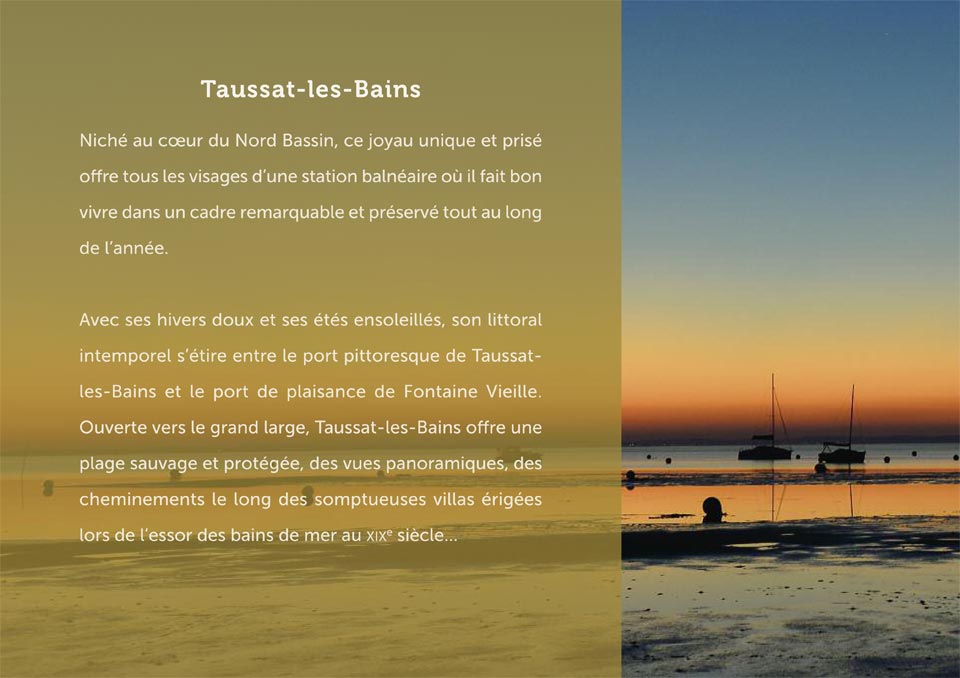 Taussat-les-Bains
Niché au cœur du Nord Bassin, ce joyau unique et prisé
offre tous les visages d’une station balnéaire où il fait bon
vivre dans un cadre remarquable et préservé tout au long
de l’année.
Avec ses hivers doux et ses étés ensoleillés, son littoral
intemporel s’étire entre le port pittoresque de Taussat-
les-Bains et le port de plaisance de Fontaine Vieille.
Ouverte vers le grand large, Taussat-les-Bains offre une
plage sauvage et protégée, des vues panoramiques, des
cheminements le long des somptueuses villas érigées
lors de l’essor des bains de mer au XIXe siècle...